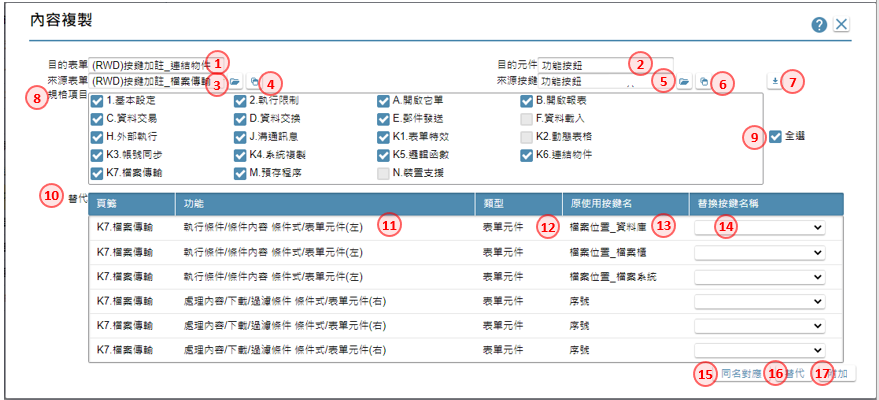 內容複製
?
目的表單 (RWD)按鍵加註_連結物件 1 目的元件 功能按鈕 2
來源表單 (RWD)按鍵加註_檔案傳輸 3 4 來源按鍵 功能按鈕 5 6 7
8 規格項目
1.基本設定 2.執行限制 A.開啟它單 B.開啟報表
C.資料交易 D.資料交換 E.郵件發送 F.資料載入
H.外部執行 J.溝通訊息 K1.表單特效 K2.動態表格 9 全選
K3.帳號同步 K4.系統複製 K5.邏輯函數 K6.連結物件
K7.檔案傳輸 M.預存程序 N.裝置支援
10 替代
頁籤 功能 類型 原使用按鍵名 替換按鍵名稱
K7.檔案傳輸 執行條件/條件內容 條件式/表單元件(左) 11 表單元件 12 檔案位置_資料庫 13 14
K7.檔案傳輸 執行條件/條件內容 條件式/表單元件(左) 表單元件 檔案位置_檔案櫃
K7.檔案傳輸 執行條件/條件內容 條件式/表單元件(左) 表單元件 檔案位置_檔案系統
K7.檔案傳輸 處理內容/下載/過濾條件 條件式/表單元件(右) 表單元件 序號
K7.檔案傳輸 處理內容/下載/過濾條件 條件式/表單元件(右) 表單元件 序號
K7.檔案傳輸 處理內容/下載/過濾條件 條件式/表單元件(右) 表單元件 序號
15 同名對應 16 替代 17 附加